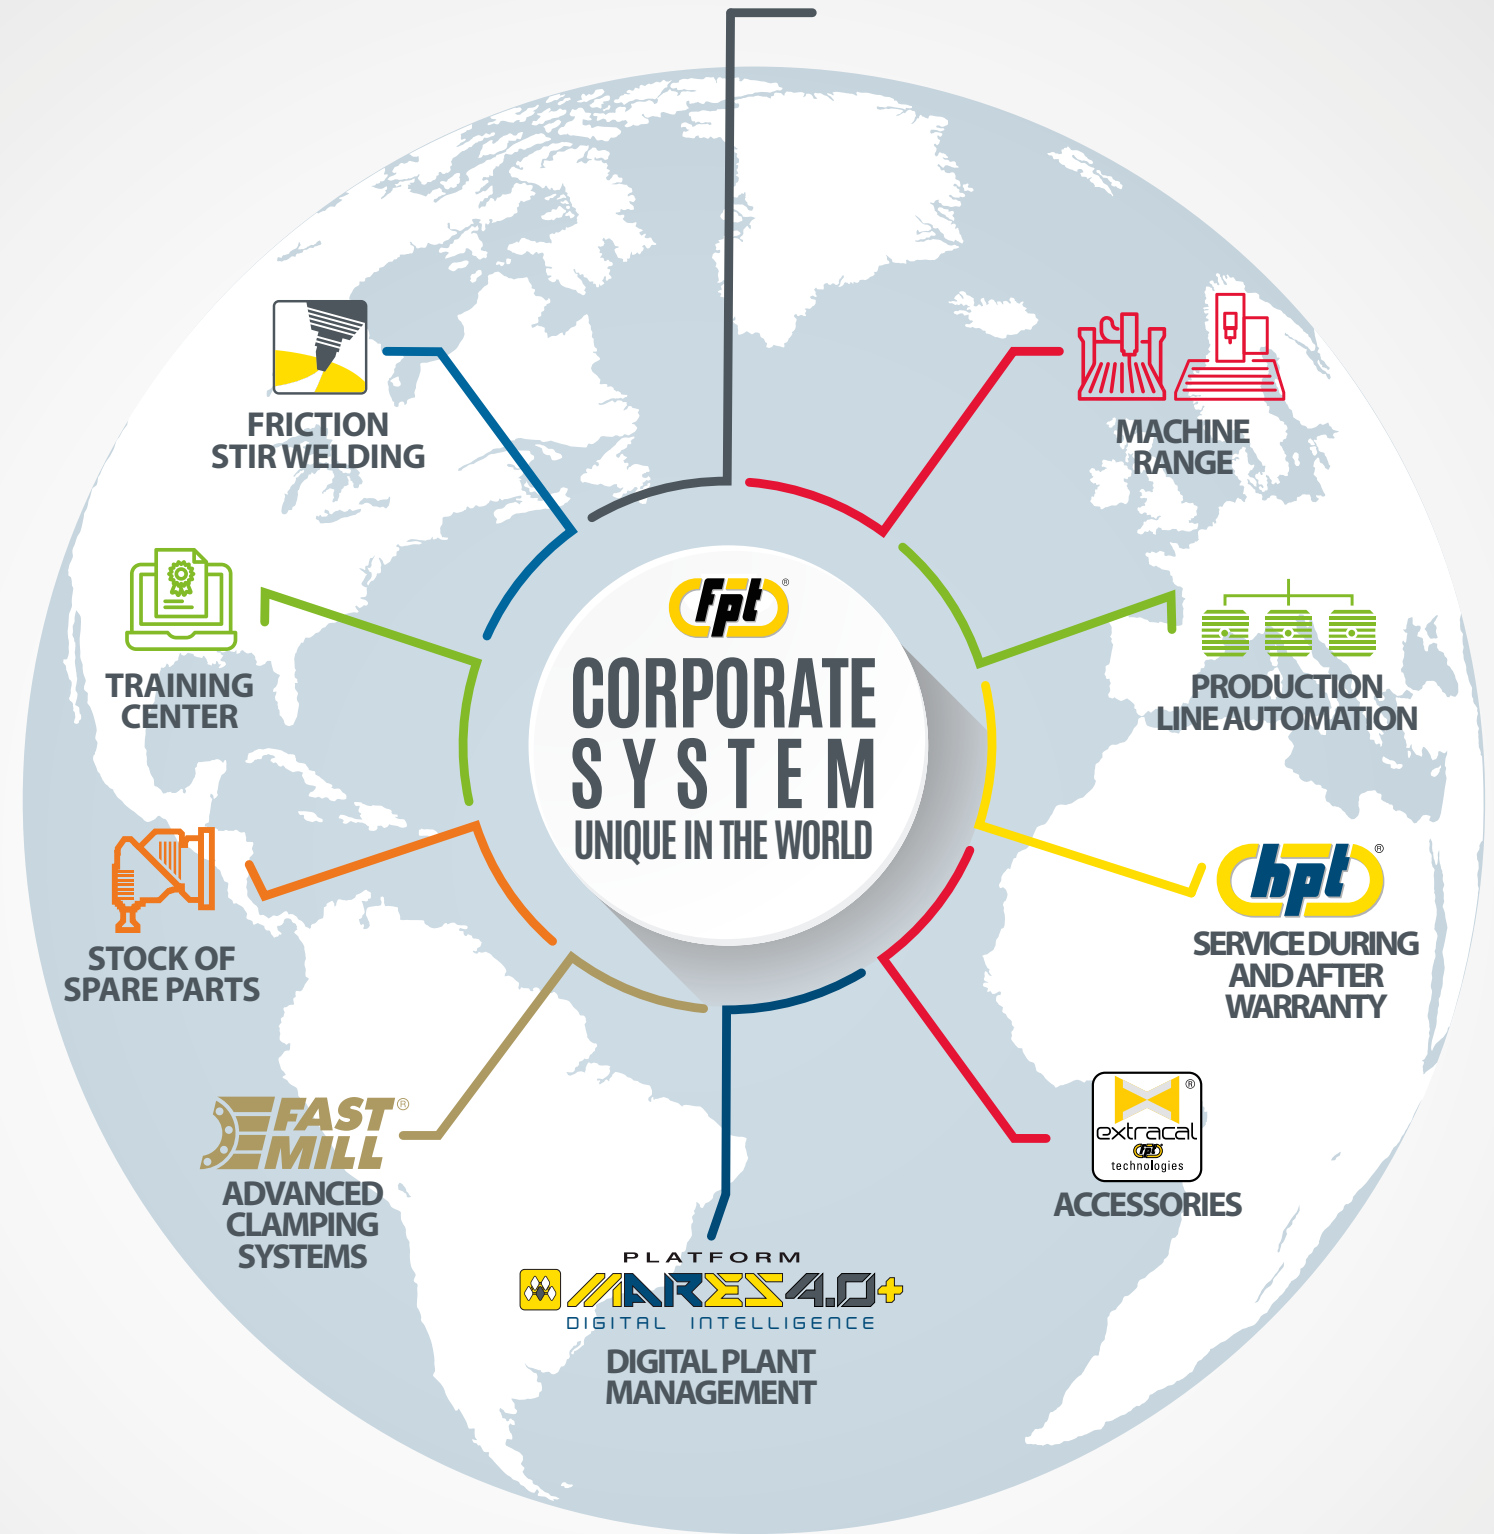 fpt®
CORPORATE
SYSTEM
UNIQUE IN THE WORLD
MACHINE
RANGE
PRODUCTION
LINE AUTOMATION
hpt®
SERVICE DURING
AND AFTER
WARRANTY
®
extracal
fpt
technologies
ACCESSORIES
PLATFORM
MARES4.0+
DIGITAL INTELLIGENCE
DIGITAL PLANT
MANAGEMENT
FAST®
MILL
ADVANCED
CLAMPING
SYSTEMS
STOCK OF
SPARE PARTS
TRAINING
CENTER
FRICTION
STIR WELDING